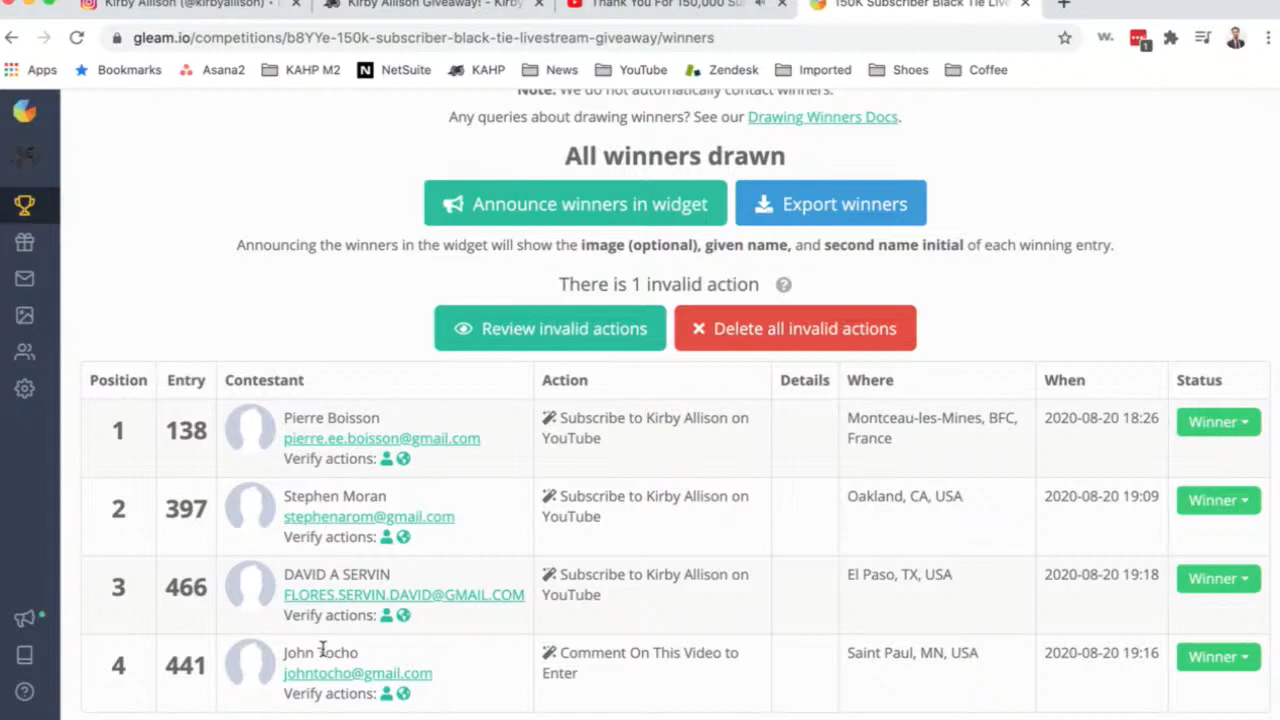 Kirby Allison (@kirbyallison)
Kirby Allison Giveaway! - Kirby
Thank You For 150,000 Su
150K Subscriber Black Tie Live
gleam.io/competitions/b8YYe-150k-subscriber-black-tie-livestream-giveaway/winners
w.
1
Apps
Bookmarks
Asana2
KAHP M2
NetSuite
KAHP
News
YouTube
Zendesk
Imported
Shoes
Coffee
Note: We do not automatically contact winners.
Any queries about drawing winners? See our Drawing Winners Docs.
All winners drawn
Announce winners in widget
Export winners
Announcing the winners in the widget will show the image (optional), given name, and second name initial of each winning entry.
There is 1 invalid action ?
Review invalid actions
Delete all invalid actions
Position Entry Contestant Action Details Where When Status
1 138 Pierre Boisson
pierre.ee.boisson@gmail.com
Verify actions:
Subscribe to Kirby Allison on
YouTube
Montceau-les-Mines, BFC,
France
2020-08-20 18:26
Winner
2 397 Stephen Moran
stephenarom@gmail.com
Verify actions:
Subscribe to Kirby Allison on
YouTube
Oakland, CA, USA
2020-08-20 19:09
Winner
3 466 DAVID A SERVIN
FLORES.SERVIN.DAVID@GMAIL.COM
Verify actions:
Subscribe to Kirby Allison on
YouTube
El Paso, TX, USA
2020-08-20 19:18
Winner
4 441 John Tocho
johntocho@gmail.com
Verify actions:
Comment On This Video to
Enter
Saint Paul, MN, USA
2020-08-20 19:16
Winner